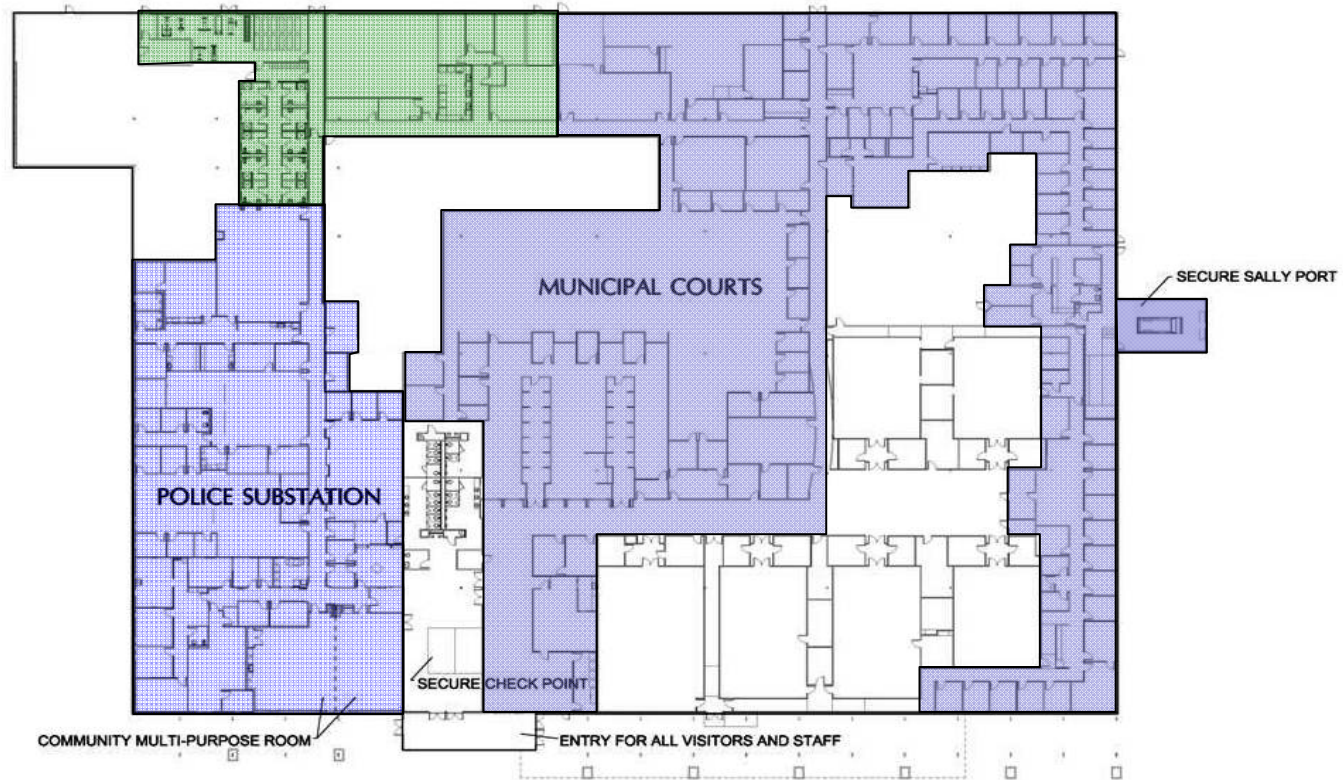 SECURE SALLY PORT
MUNICIPAL COURTS
POLICE SUBSTATION
SECURE CHECK POINT
COMMUNITY MULTI-PURPOSE ROOM
ENTRY FOR ALL VISITORS AND STAFF